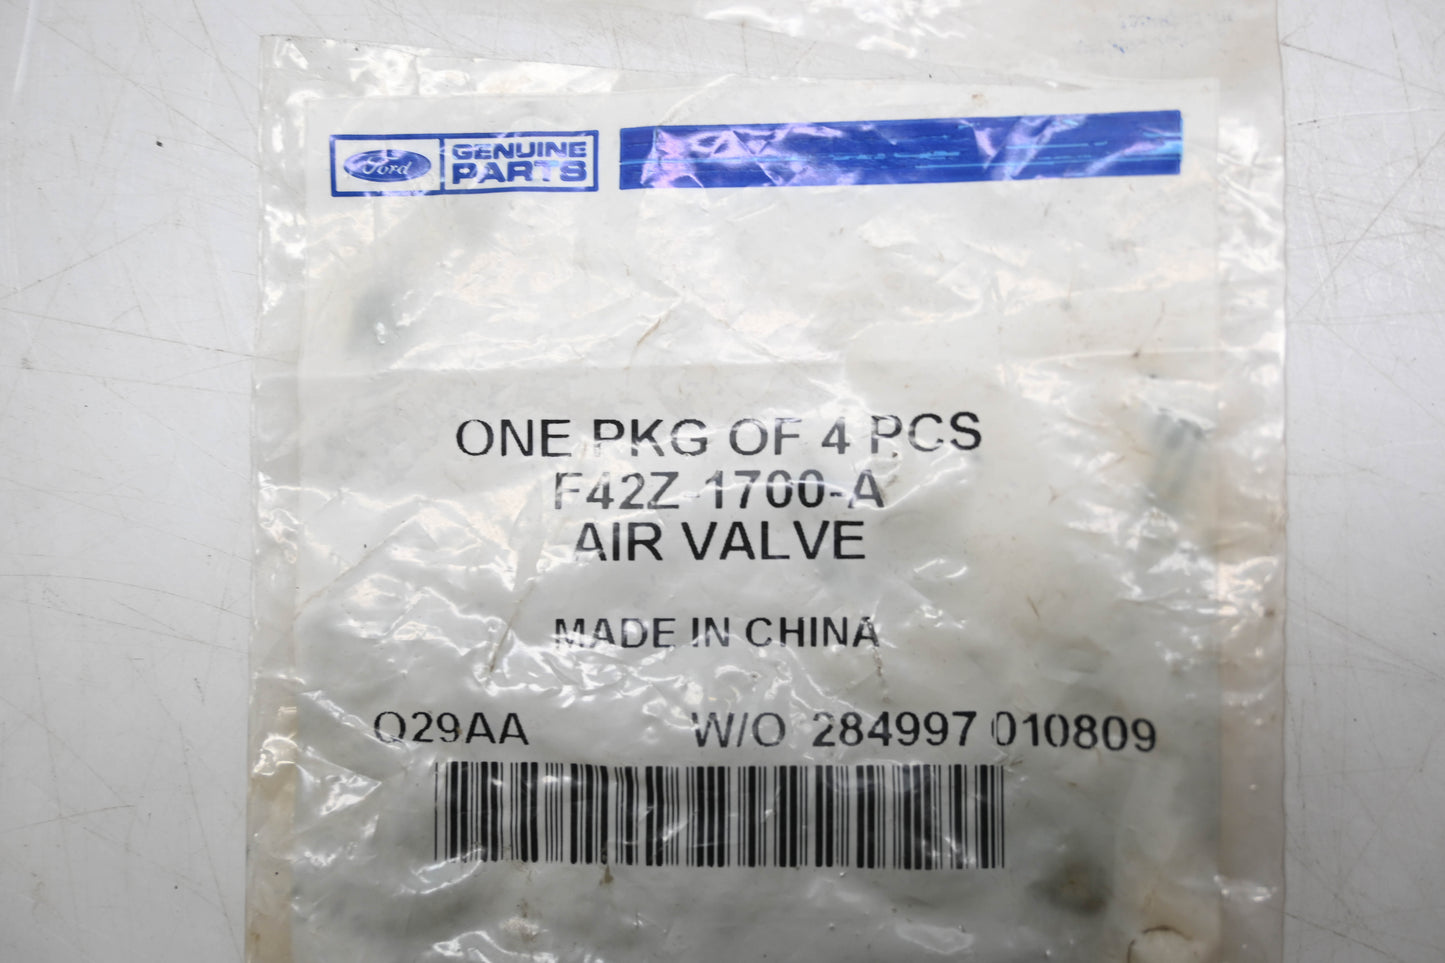 Ford
GENUINE
PARTS
ONE PKG OF 4 PCS
F42Z-1700-A
AIR VALVE
MADE IN CHINA
Q29AA W/O 284997 010809